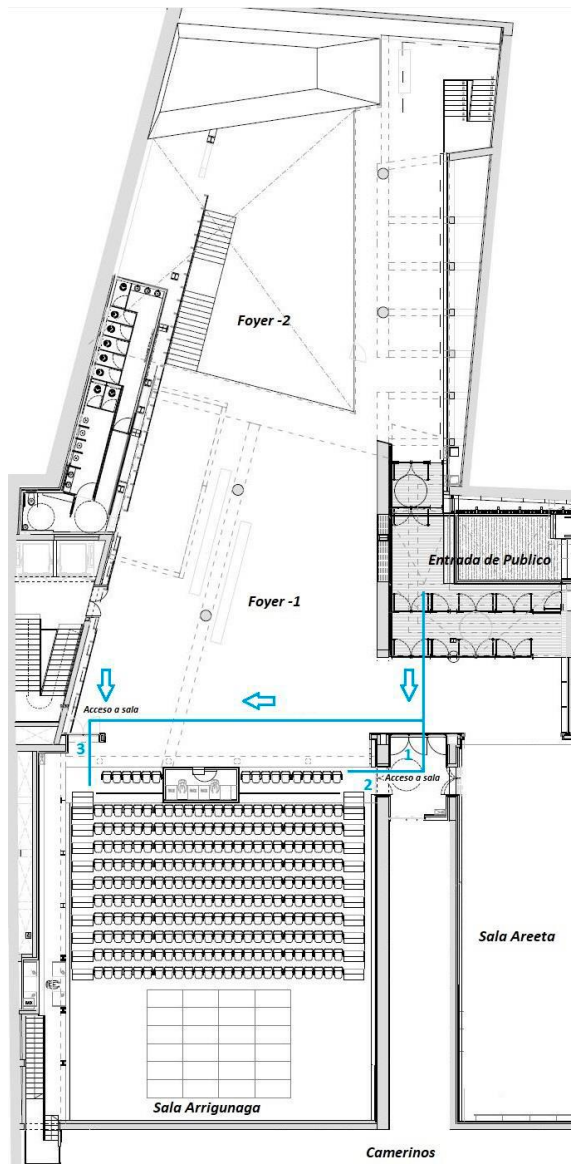 Foyer -2
Entrada de Publico
Foyer -1
Acceso a sala
3
1
2
Acceso a sala
Sala Areeta
Sala Arrigunaga
Camerinos